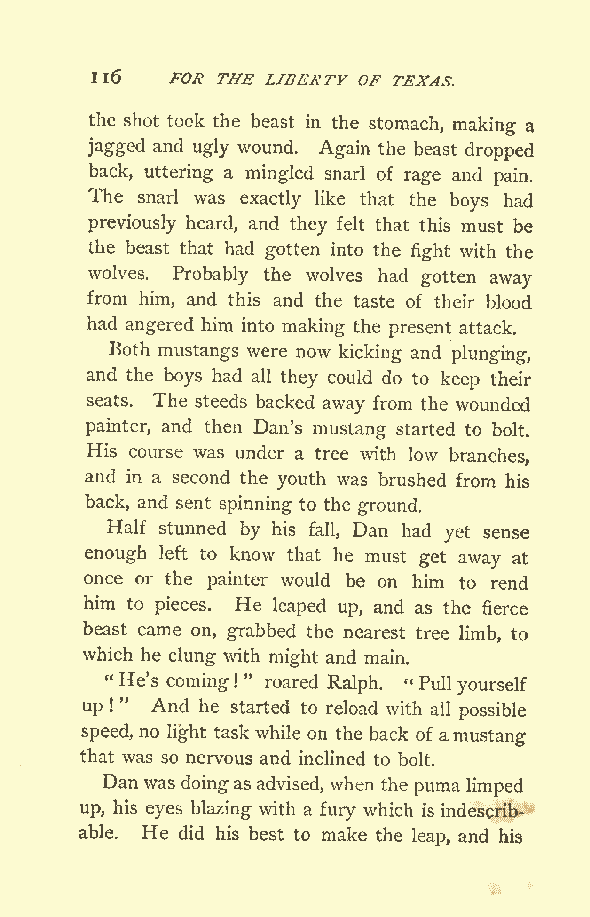 116 FOR THE LIBERTY OF TEXAS.
the shot took the beast in the stomach, making a
jagged and ugly wound. Again the beast dropped
back, uttering a mingled snarl of rage and pain.
The snarl was exactly like that the boys had
previously heard, and they felt that this must be
the beast that had gotten into the fight with the
wolves. Probably the wolves had gotten away
from him, and this and the taste of their blood
had angered him into making the present attack.
Both mustangs were now kicking and plunging,
and the boys had all they could do to keep their
seats. The steeds backed away from the wounded
painter, and then Dan's mustang started to bolt.
His course was under a tree with low branches,
and in a second the youth was brushed from his
back, and sent spinning to the ground.
Half stunned by his fall, Dan had yet sense
enough left to know that he must get away at
once or the painter would be on him to rend
him to pieces. He leaped up, and as the fierce
beast came on, grabbed the nearest tree limb, to
which he clung with might and main.
"He's coming!" roared Ralph. "Pull yourself
up!" And he started to reload with all possible
speed, no light task while on the back of a mustang
that was so nervous and inclined to bolt.
Dan was doing as advised, when the puma limped
up, his eyes blazing with a fury which is indescrib-
able. He did his best to make the leap, and his